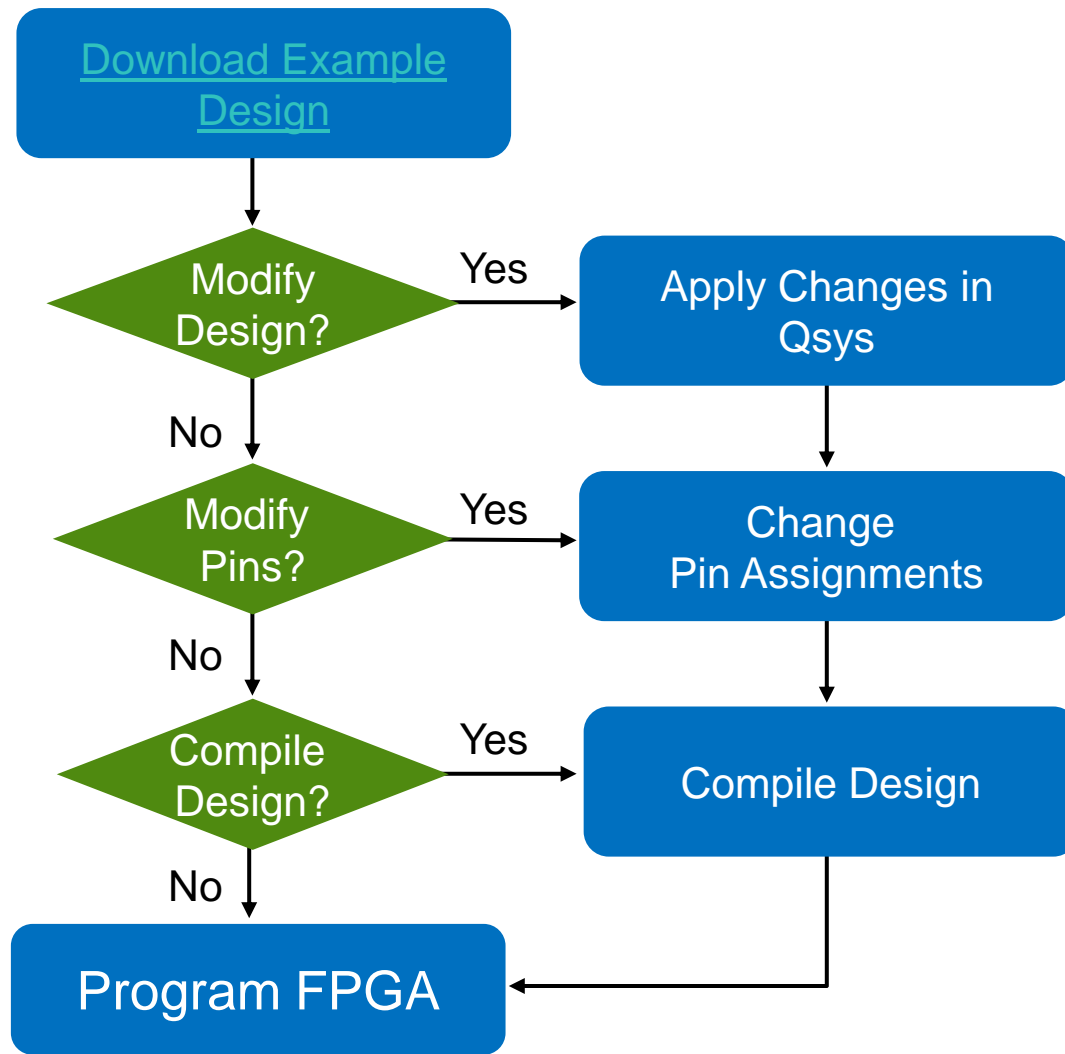 Download Example
Design
Modify
Design?
Yes
Apply Changes in
Qsys
No
Modify
Pins?
Yes
Change
Pin Assignments
No
Compile
Design?
Yes
Compile Design
No
Program FPGA